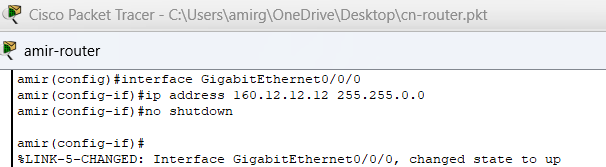 Cisco Packet Tracer - C:\Users\amirg\OneDrive\Desktop\cn-router.pkt
amir-router
amir(config)#interface GigabitEthernet0/0/0
amir(config-if)#ip address 160.12.12.12 255.255.0.0
amir(config-if)#no shutdown
amir(config-if)#
%LINK-5-CHANGED: Interface GigabitEthernet0/0/0, changed state to up